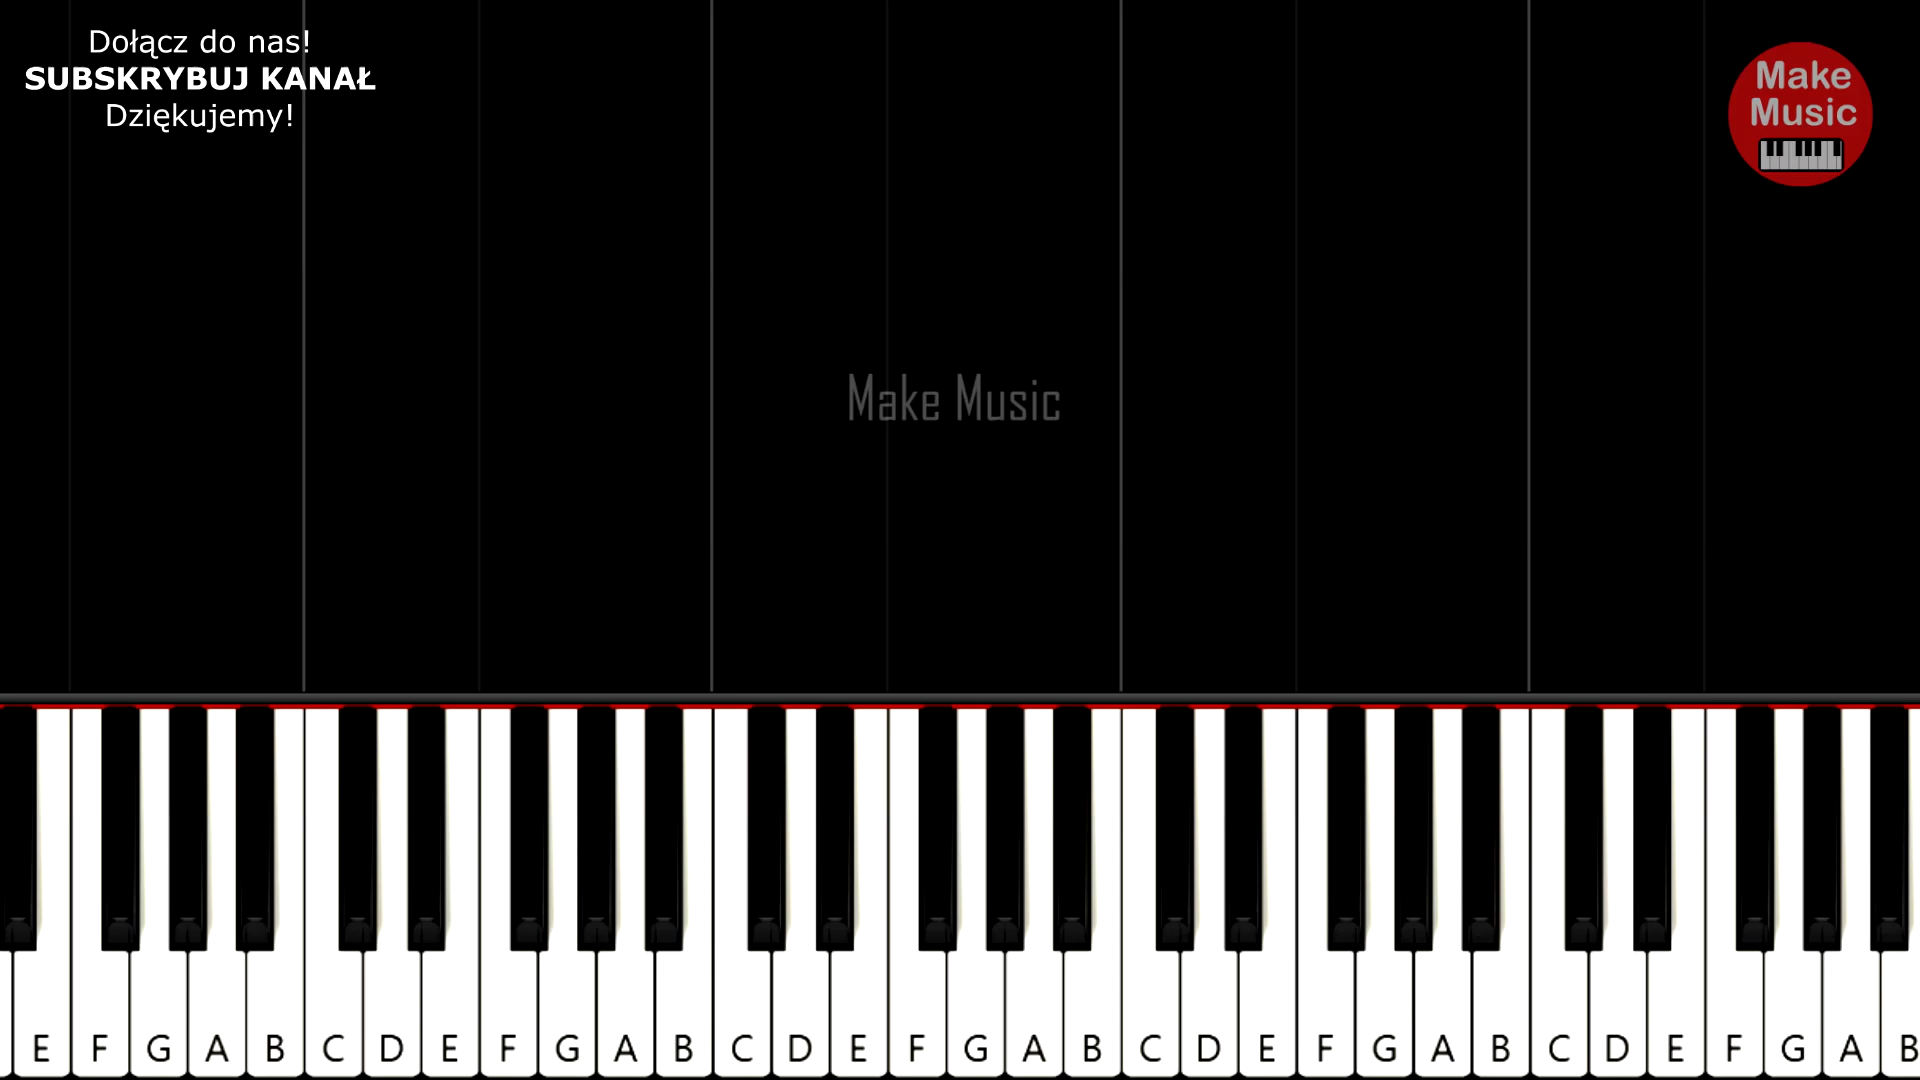 Dołącz do nas!
SUBSKRYBUJ KANAŁ
Dziękujemy!
Make
Music
Make Music
E F G A B C D E F G A B C D E F G A B C D E F G A B C D E F G A B